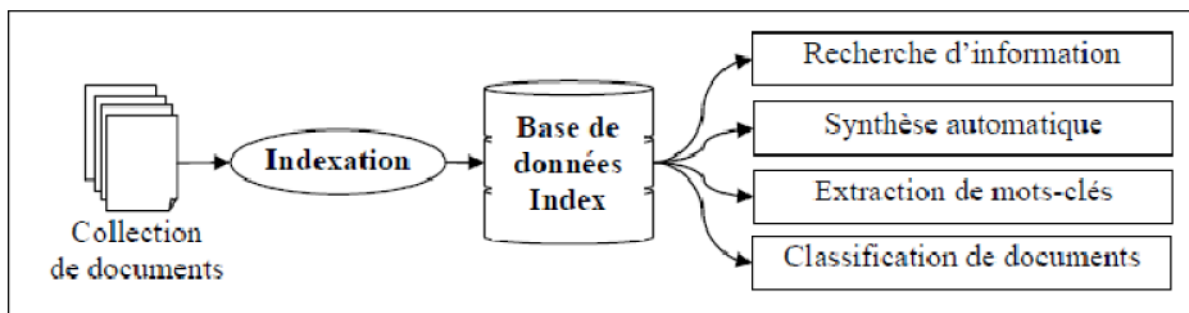 Collection
de documents
Indexation
Base de
données
Index
Recherche d'information
Synthèse automatique
Extraction de mots-clés
Classification de documents